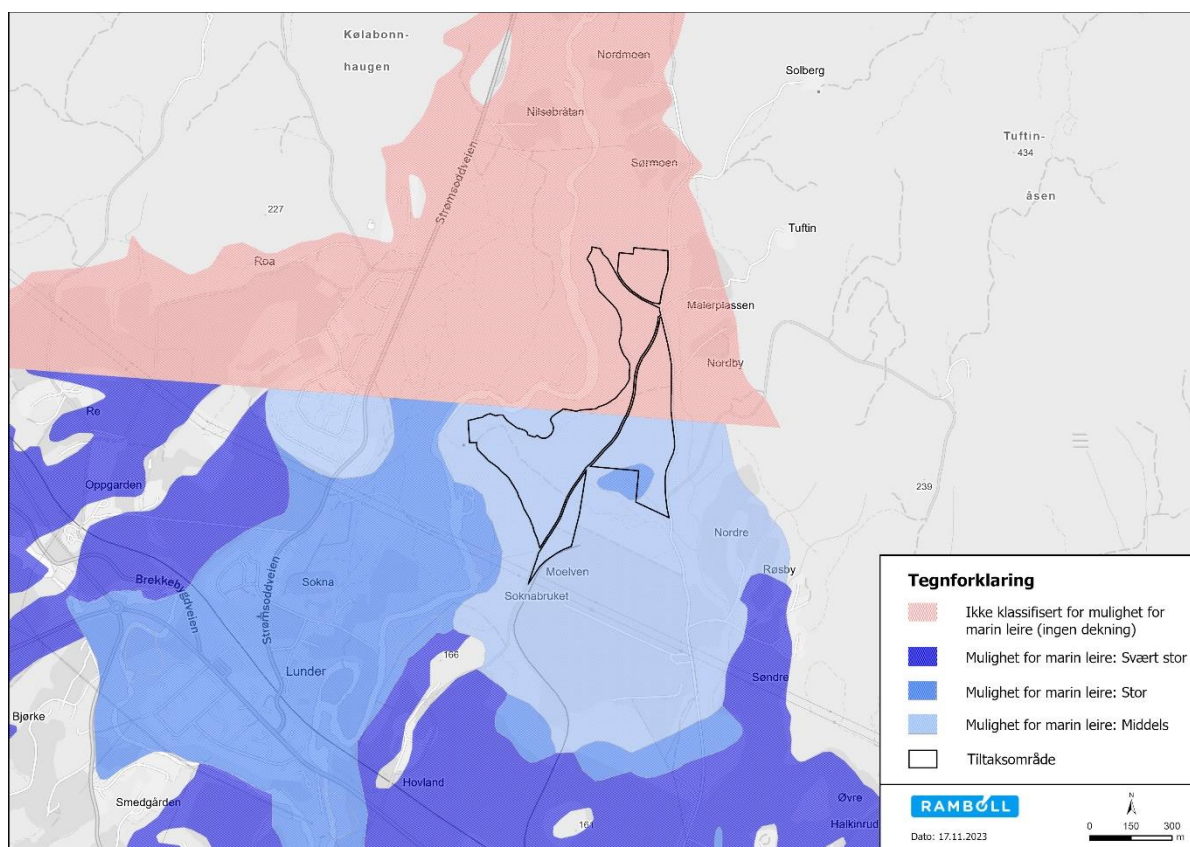 Kølabonn-
haugen
Nordmoen
Solberg
Nilsebråtan
Tuftin-
434
åsen
Sørmoen
Strømsoddveien
227
Tuftin
Roa
Malerplassen
Nordby
Re
Oppgarden
239
Nordre
Røsby
Moelven
Soknabruket
Brekkebygdveien
Sokna
Strømsoddveien
Lunder
166
Søndre
Bjørke
Hovland
Smedgården
161
Øvre
Halkinrud
Tegnforklaring
Ikke klassifisert for mulighet for
marin leire (ingen dekning)
Mulighet for marin leire: Svært stor
Mulighet for marin leire: Stor
Mulighet for marin leire: Middels
Tiltaksområde
RAMBOLL
Dato: 17.11.2023
N
0 150 300
m